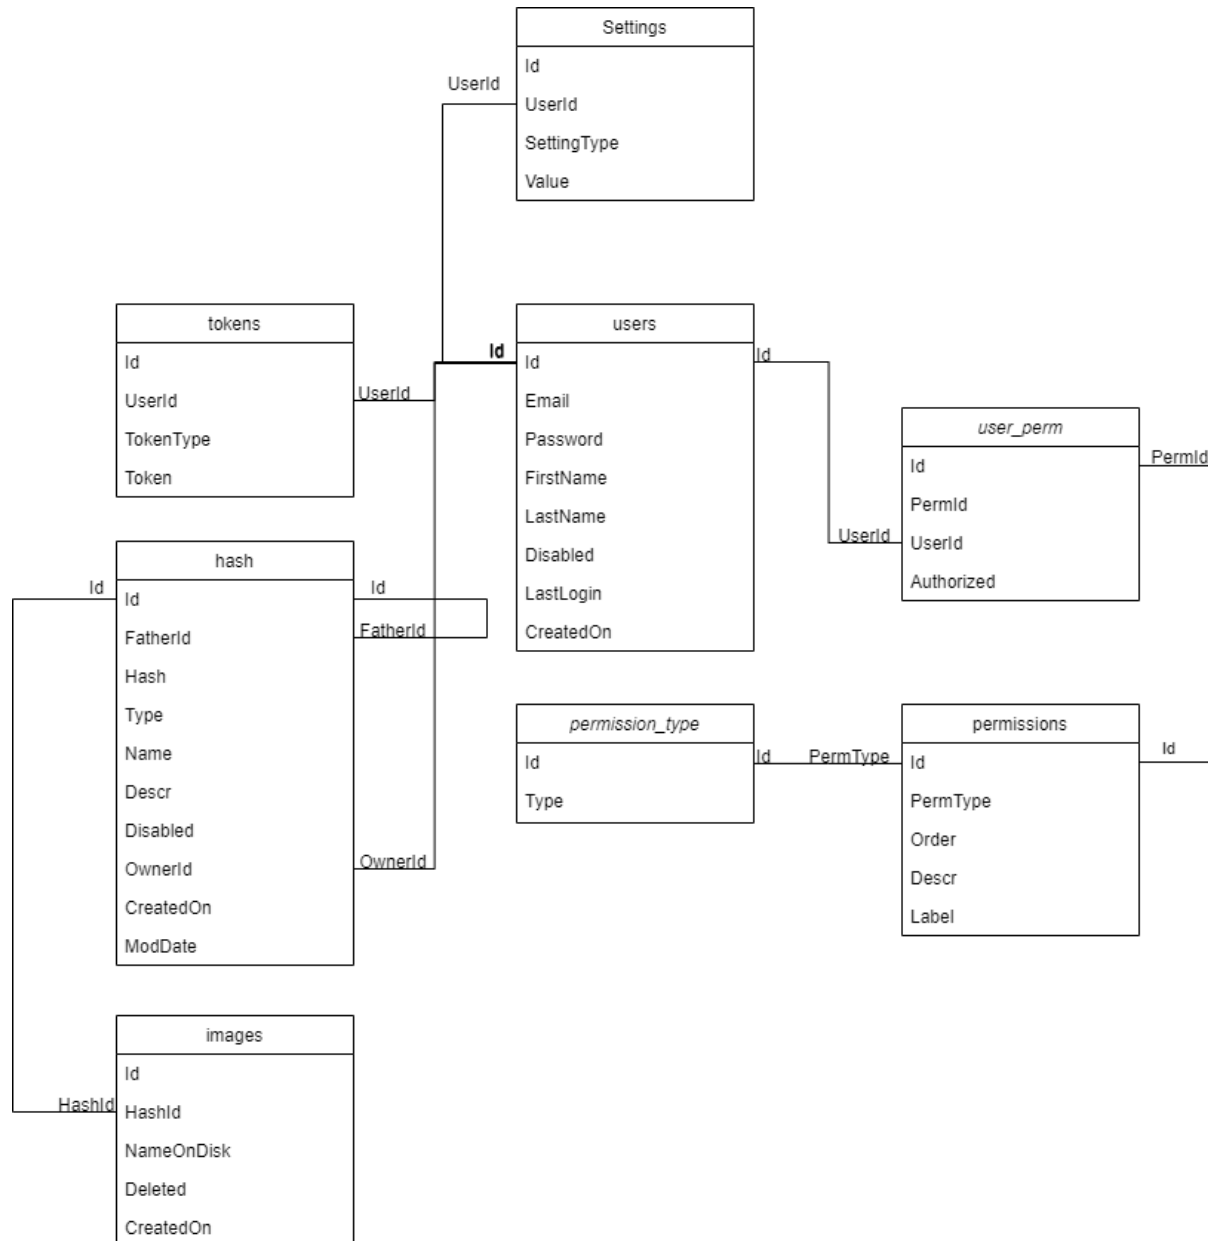 Settings
Id
UserId
SettingType
Value
UserId
tokens
Id
UserId
TokenType
Token
UserId
users
Id
Email
Password
FirstName
LastName
Disabled
LastLogin
CreatedOn
Id
Id
user_perm
Id
PermId
UserId
Authorized
PermId
UserId
hash
Id
FatherId
Hash
Type
Name
Descr
Disabled
OwnerId
CreatedOn
ModDate
Id
Id
FatherId
OwnerId
permission_type
Id
Type
Id
PermType
permissions
Id
PermType
Order
Descr
Label
Id
images
Id
HashId
NameOnDisk
Deleted
CreatedOn
HashId